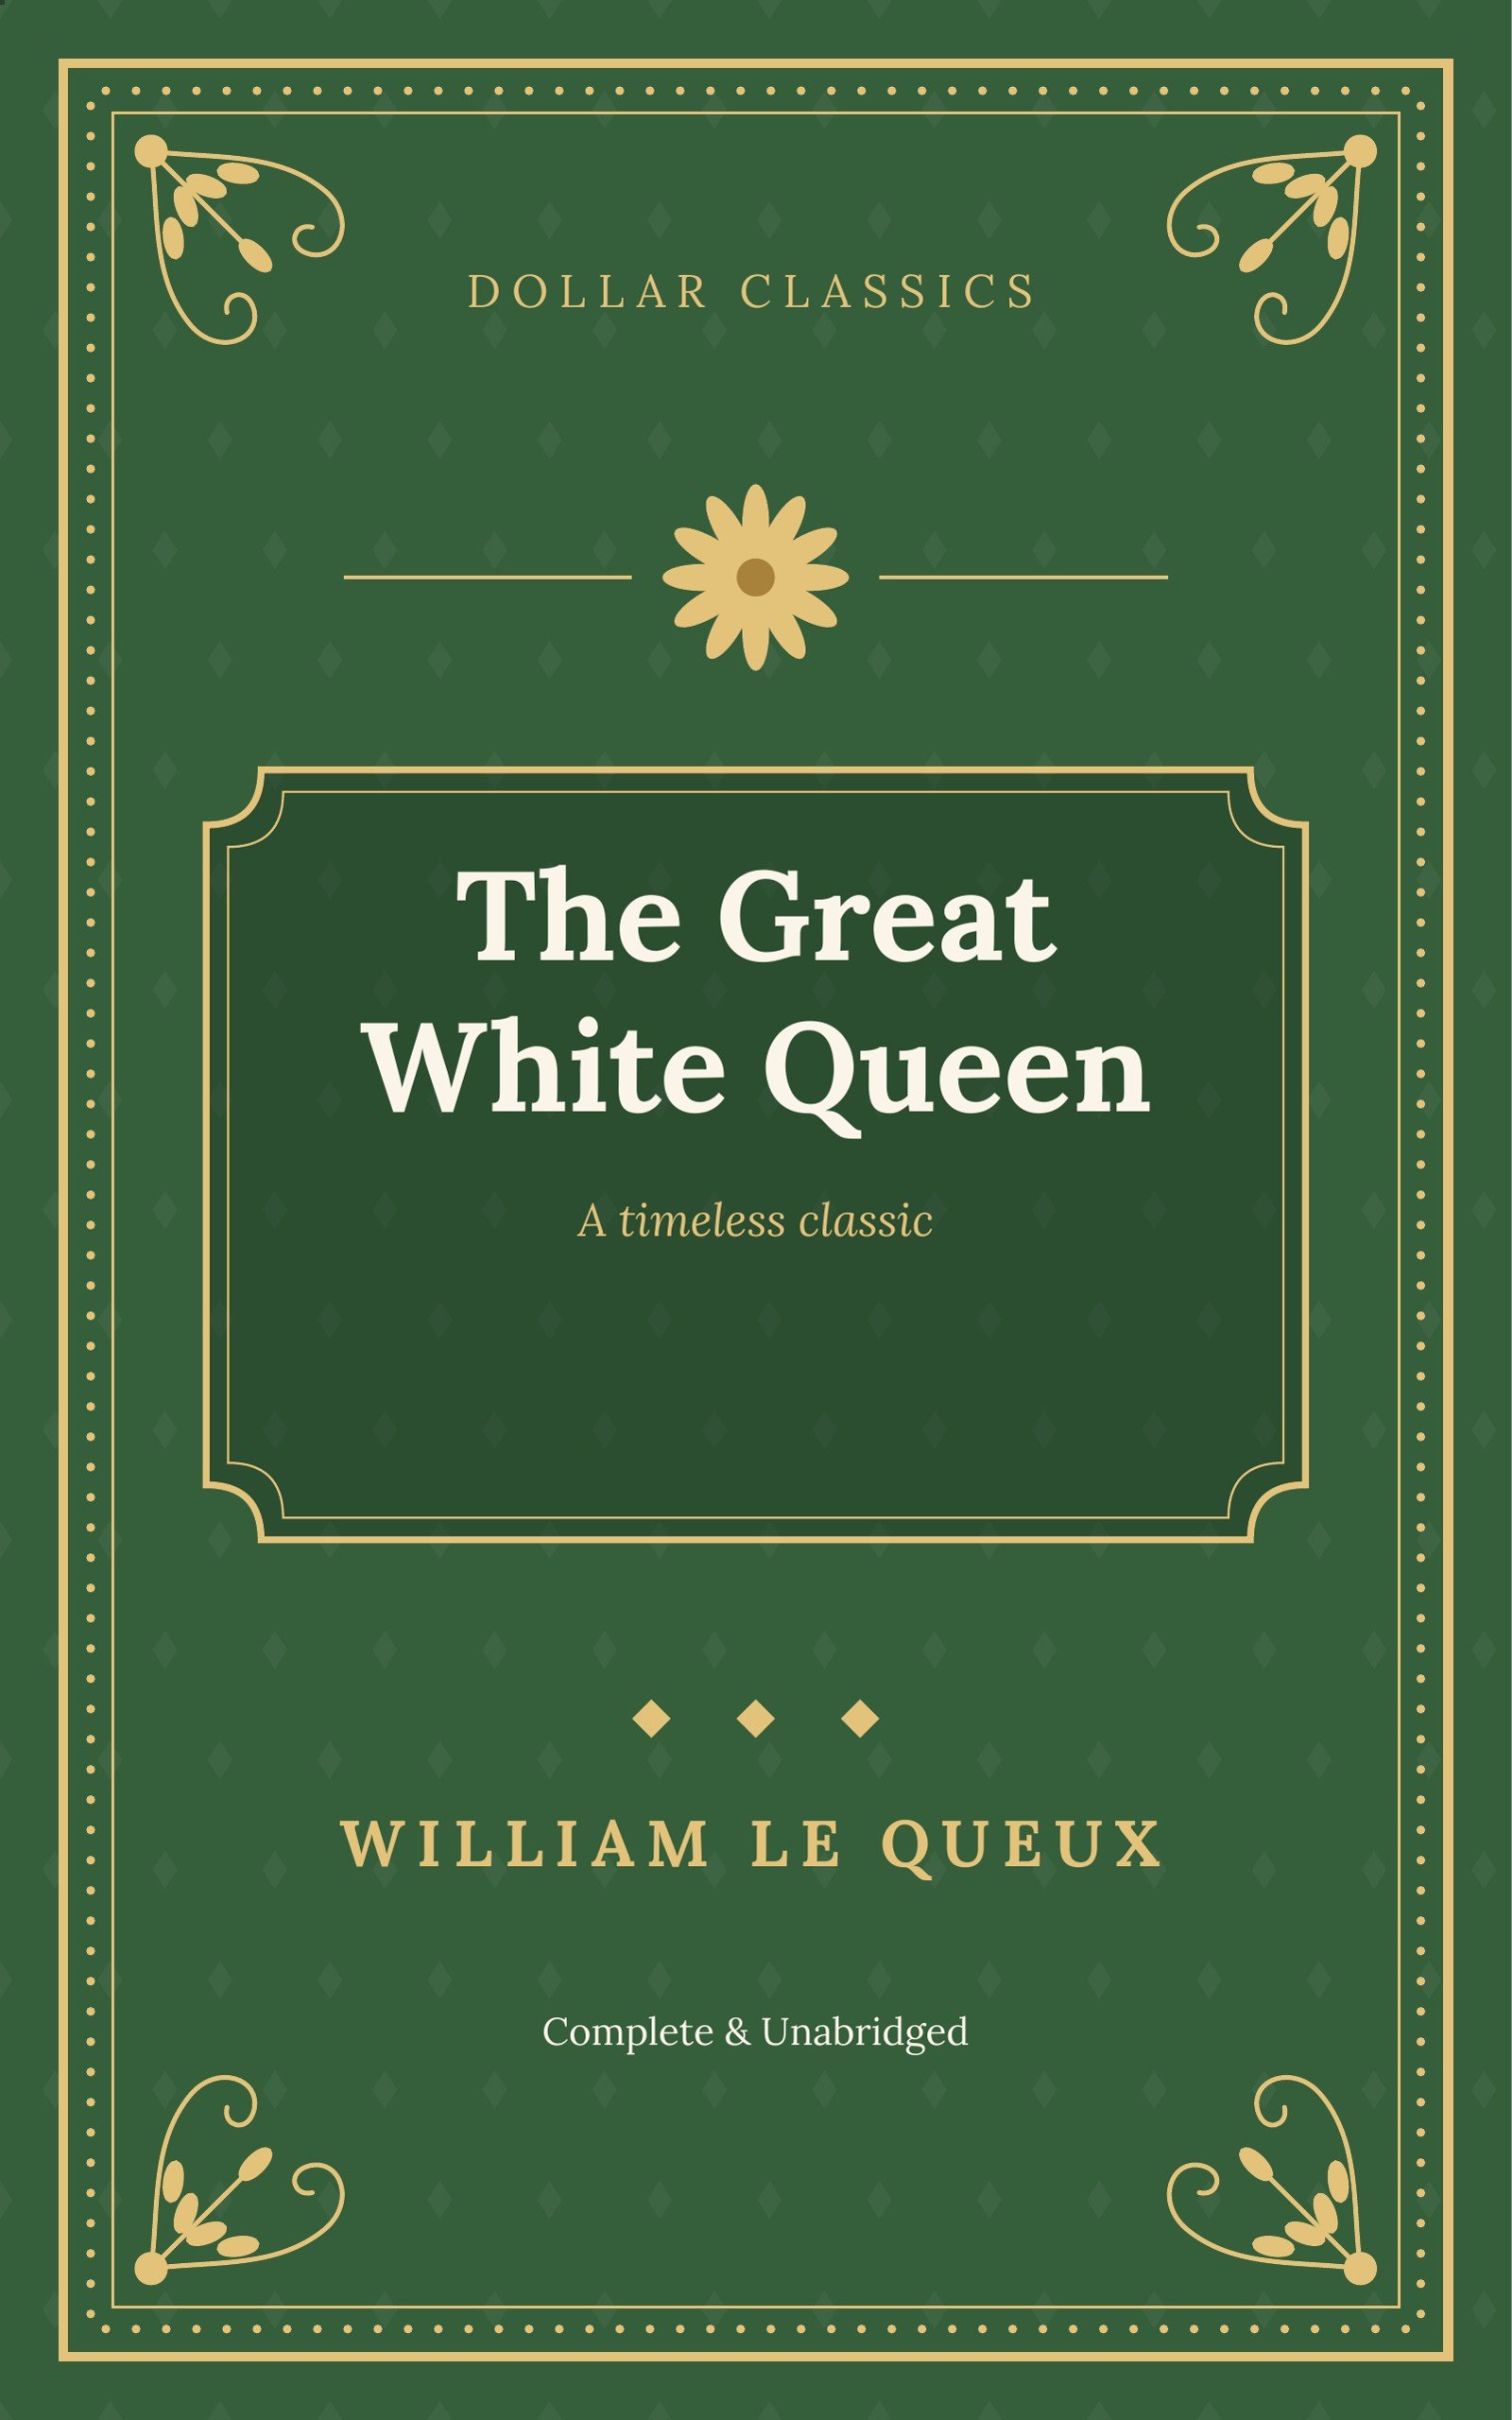 DOLLAR CLASSICS
The Great
White Queen
A timeless classic
WILLIAM LE QUEUX
Complete & Unabridged